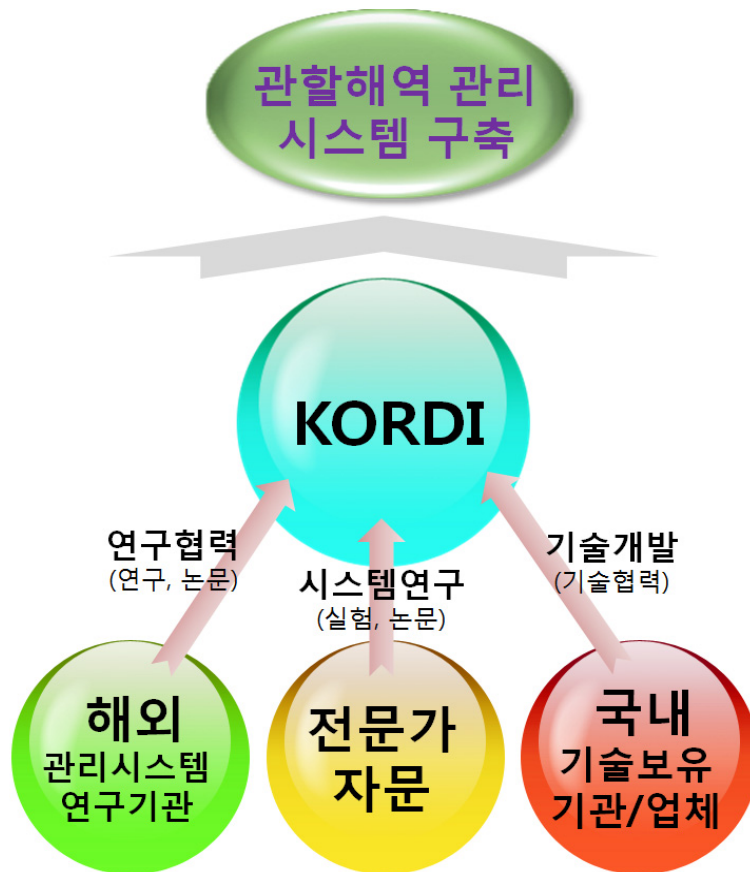 관할해역 관리
시스템 구축
KORDI
연구협력
(연구, 논문)
시스템연구
(실험, 논문)
기술개발
(기술협력)
해외
관리시스템
연구기관
전문가
자문
국내
기술보유
기관/업체